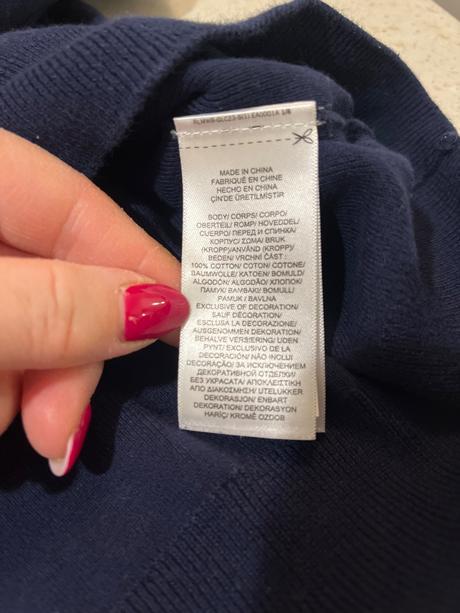 MADE IN CHINA
FABRIQUÉ EN CHINE
HECHO EN CHINA
ÇIN'DE ÜRETILMISTIR
BODY/ CORPS/ CORPO/
OBERTEIL/ ROMP/ HOVEDDEL/
CUERPO/ ПЕРЕД И СПИНКА/
КОРПУС/ ΣΩΜΑ/ BRUK
(KROPP)/ANVÄND (KROPP)/
BEDEN/ VRCHNÍ ČÁST :
100% COTTON/ COTON/ COTONE/
BAUMWOLLE/ KATOEN/ BOMULD/
ALGODÓN/ ALGODÃO/ ХЛОПОК/
ПАМУК/ ΒΑΜΒΑΚΙ/ BOMULL/
PAMUK / BAVLNA
EXCLUSIVE OF DECORATION/
SAUF DÉCORATION/
ESCLUSA LA DECORAZIONE/
AUSGENOMMEN DEKORATION/
BEHALVE VERSIERING/ UDEN
PYNT/ EXCLUSIVO DE LA
DECORACIÓN/ NÃO INCLUI
DECORAÇÃO/ ЗА ИСКЛЮЧЕНИЕМ
ДЕКОРАТИВНОЙ ОТДЕЛКИ/
БЕЗ УКРАСАТА/ ΑΠΟΚΛΕΙΣΤΙΚΗ
ΑΠΟ ΔΙΑΚΟΣΜΗΣΗ/ UTELUKKER
DEKORASJON/ ENBART
DEKORATION/ DEKORASYON
HARİÇ/ KROMĚ OZDOB